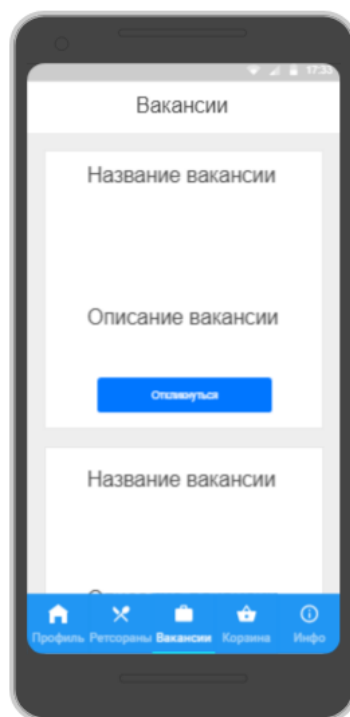 17:33
Вакансии
Название вакансии
Описание вакансии
Откликнуться
Название вакансии
Профиль Ретсораны Вакансии Корзина Инфо